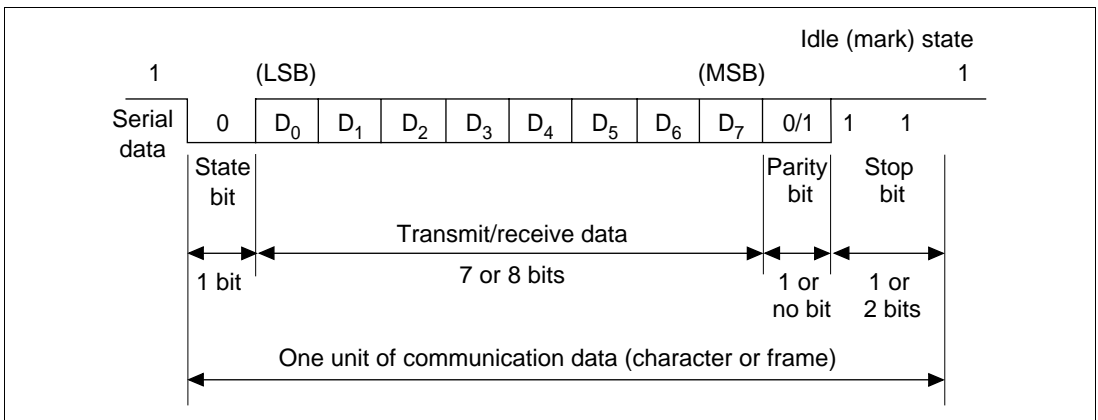 Idle (mark) state
1 (LSB) (MSB) 1
Serial data 0 D0 D1 D2 D3 D4 D5 D6 D7 0/1 1 1
State bit Parity bit Stop bit
Transmit/receive data
1 bit 7 or 8 bits 1 or no bit 1 or 2 bits
One unit of communication data (character or frame)